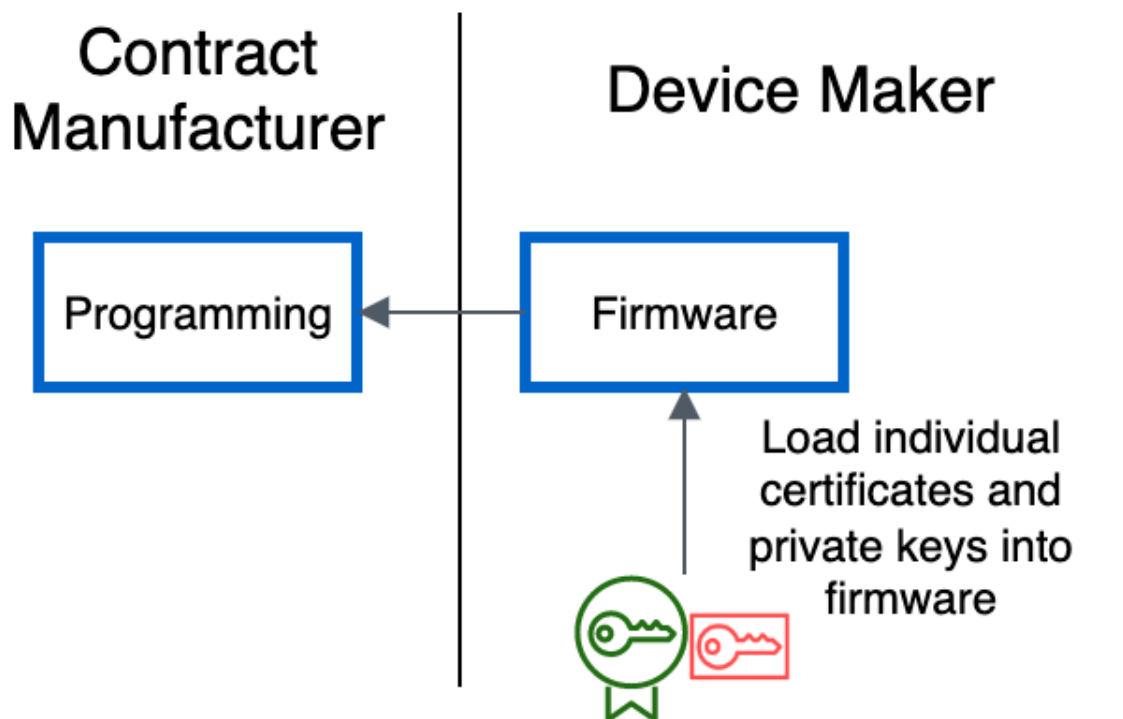 Contract
Manufacturer
Device Maker
Programming
Firmware
Load individual
certificates and
private keys into
firmware